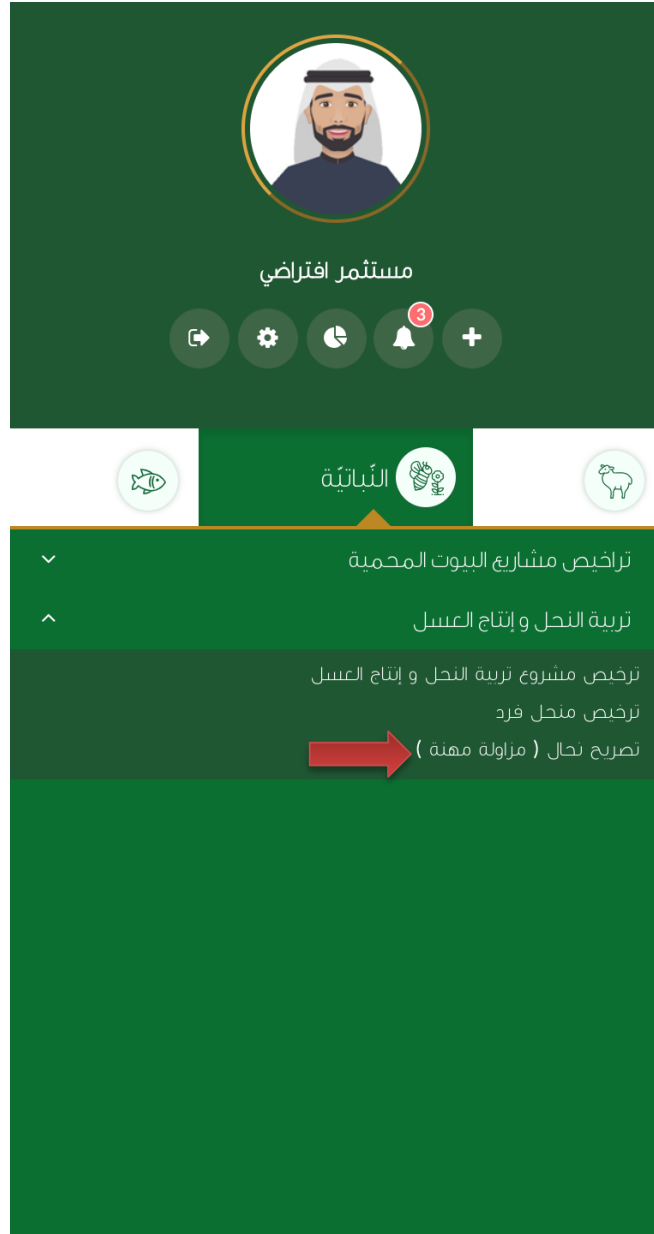 مستثمر افتراضي
3
النّباتيّة
تراخيص مشاريع البيوت المحمية
تربية النحل و إنتاج العسل
ترخيص مشروع تربية النحل و إنتاج العسل
ترخيص منحل فرد
تصريح نحال ( مزاولة مهنة )